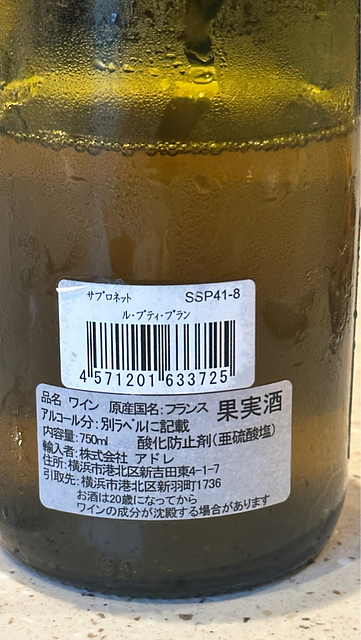 サプロネット SSP41-8
ル・プティ・ブラン
4 571201 633725
品名 ワイン 原産国名:フランス 果実酒
アルコール分:別ラベルに記載
内容量:750ml 酸化防止剤(亜硫酸塩)
輸入者:株式会社 アドレ
住所:横浜市港北区新吉田東4-1-7
引取先:横浜市港北区新羽町1736
お酒は20歳になってから
ワインの成分が沈殿する場合があります